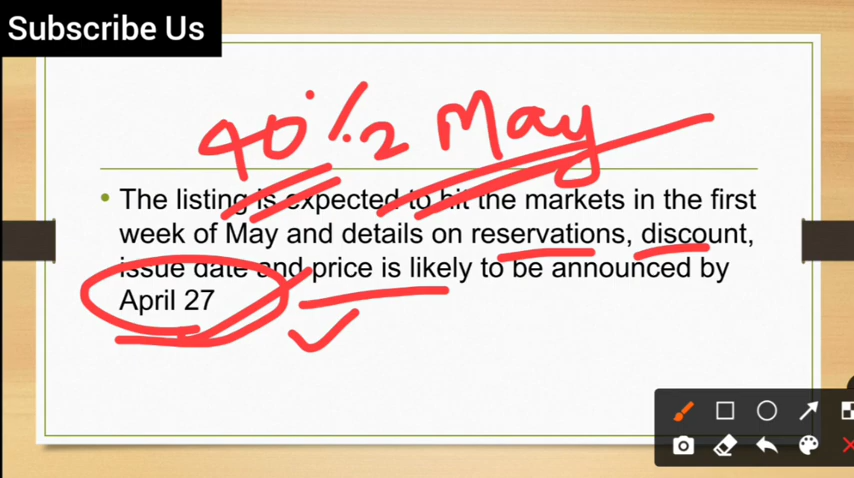 Subscribe Us
40% 2 May
• The listing is expected to hit the markets in the first
week of May and details on reservations, discount,
issue date and price is likely to be announced by
April 27